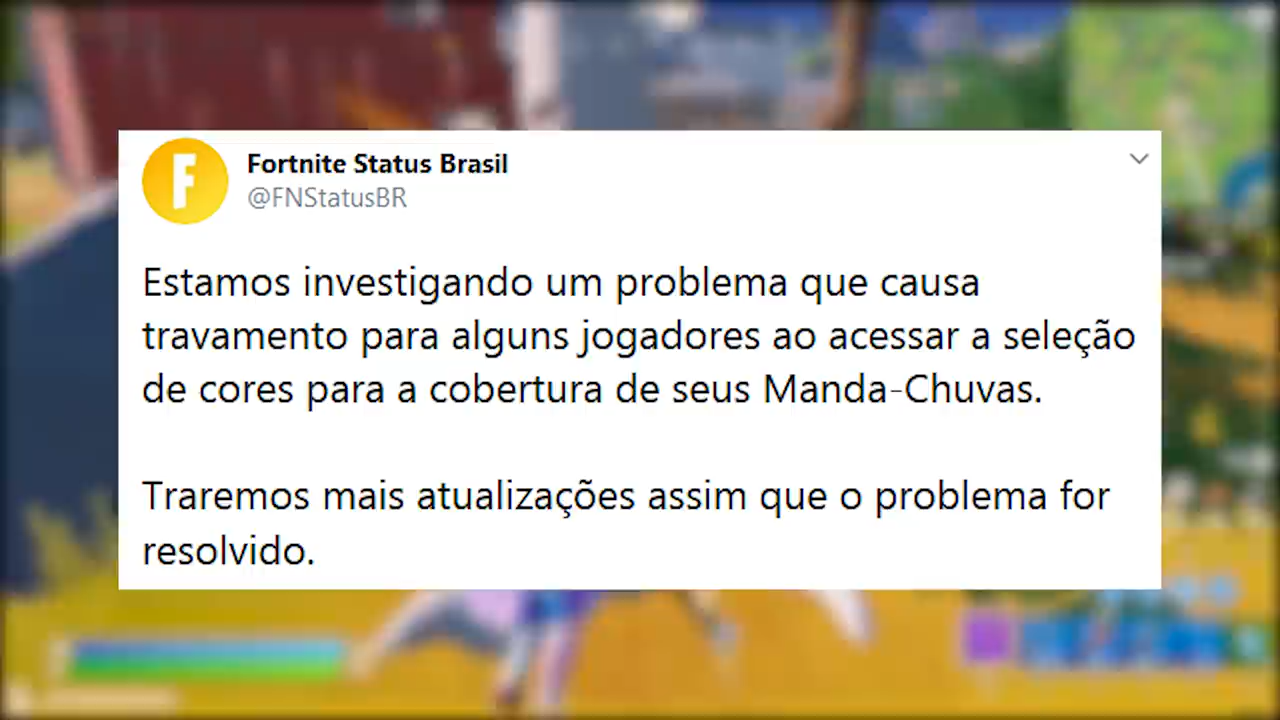 Fortnite Status Brasil
@FNStatusBR
Estamos investigando um problema que causa
travamento para alguns jogadores ao acessar a seleção
de cores para a cobertura de seus Manda-Chuvas.
Traremos mais atualizações assim que o problema for
resolvido.